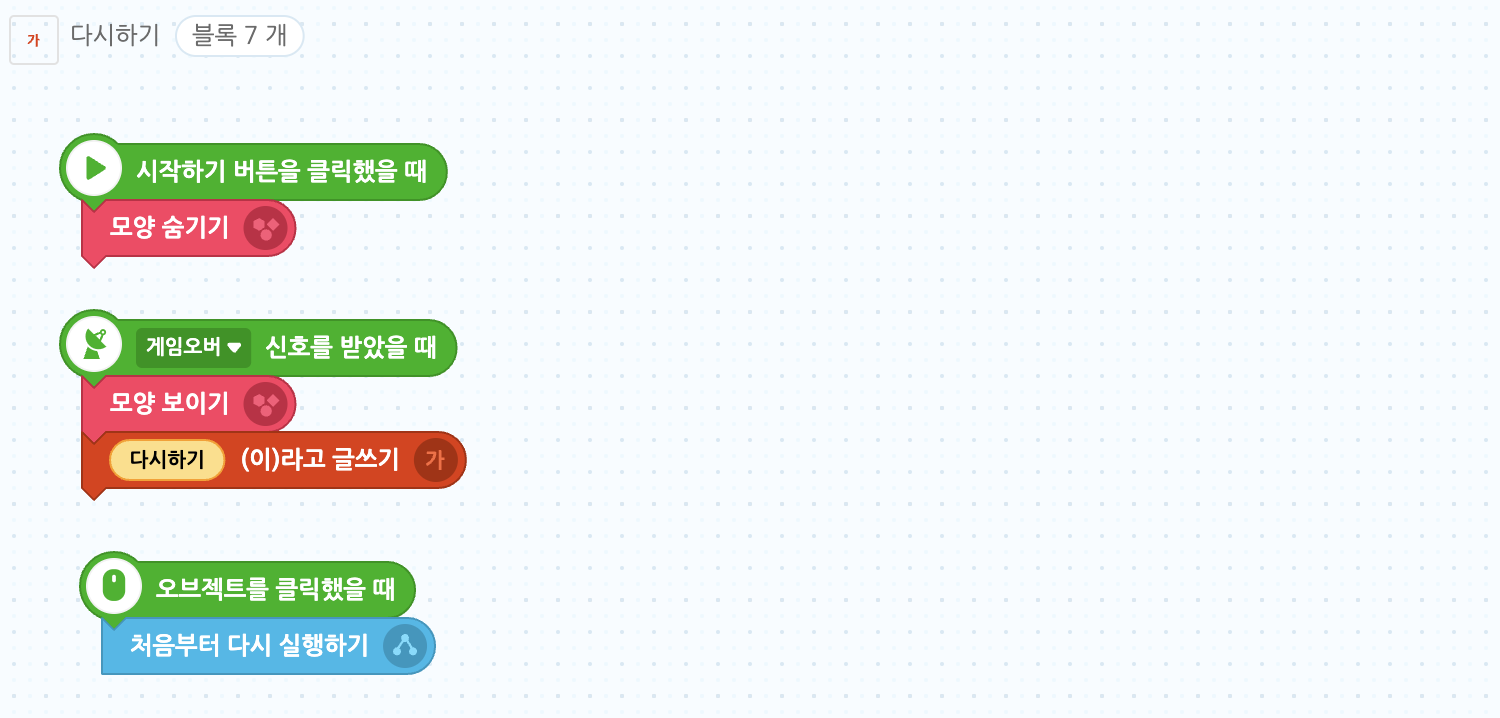 가 다시하기 블록 7 개
시작하기 버튼을 클릭했을 때
모양 숨기기
게임오버 신호를 받았을 때
모양 보이기
다시하기 (이)라고 글쓰기 가
오브젝트를 클릭했을 때
처음부터 다시 실행하기